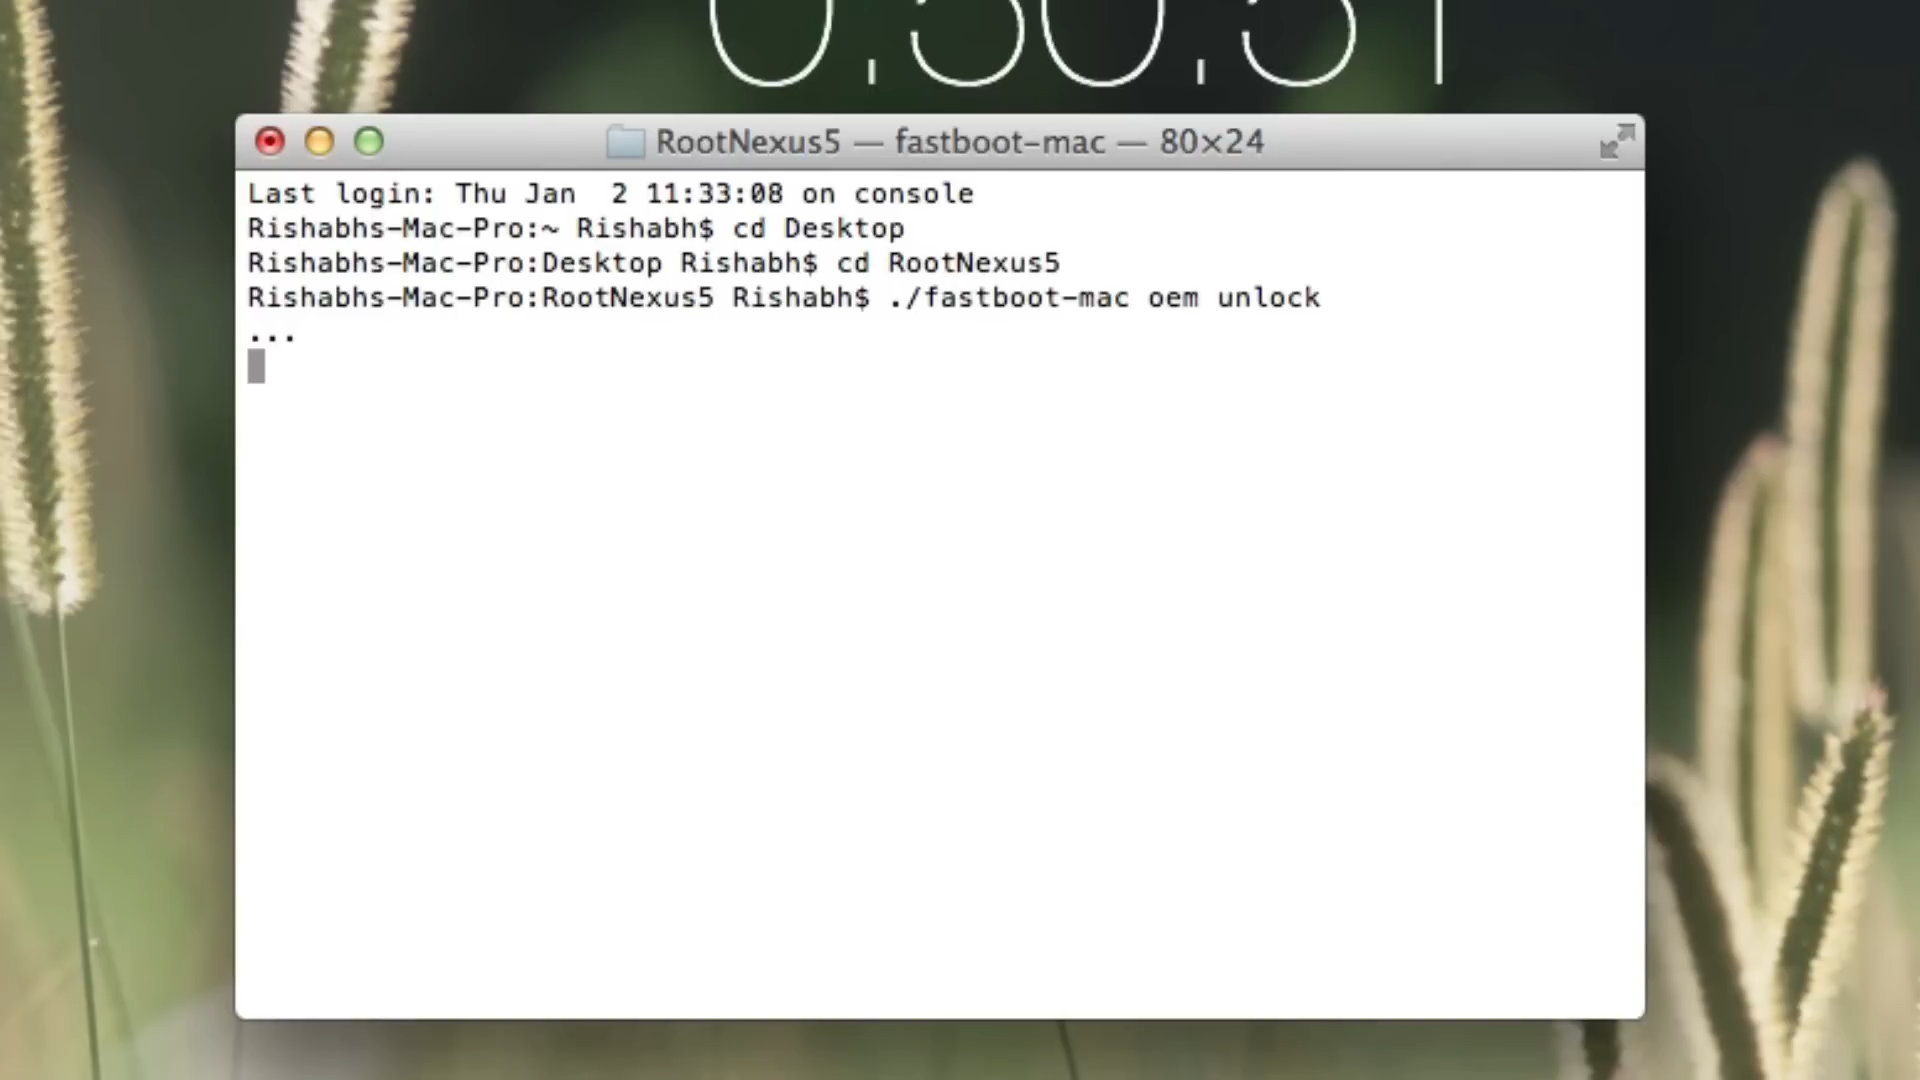 RootNexus5 — fastboot-mac — 80×24
Last login: Thu Jan  2 11:33:08 on console
Rishabhs-Mac-Pro:~ Rishabh$ cd Desktop
Rishabhs-Mac-Pro:Desktop Rishabh$ cd RootNexus5
Rishabhs-Mac-Pro:RootNexus5 Rishabh$ ./fastboot-mac oem unlock
...